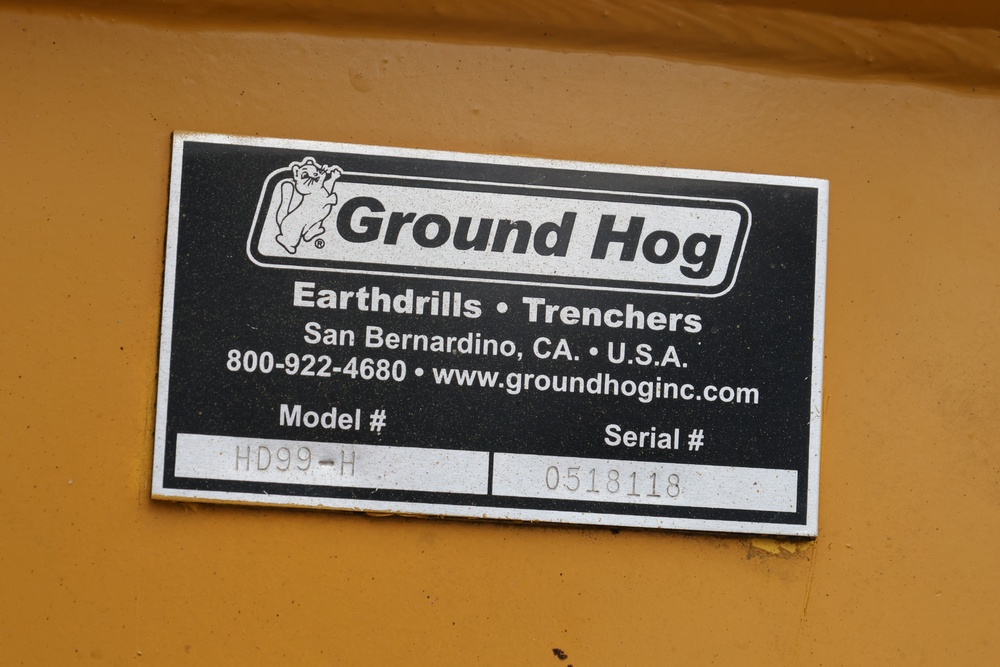 Ground Hog
®
Earthdrills • Trenchers
San Bernardino, CA. • U.S.A.
800-922-4680 • www.groundhoginc.com
Model # Serial #
HD99-H 0518118